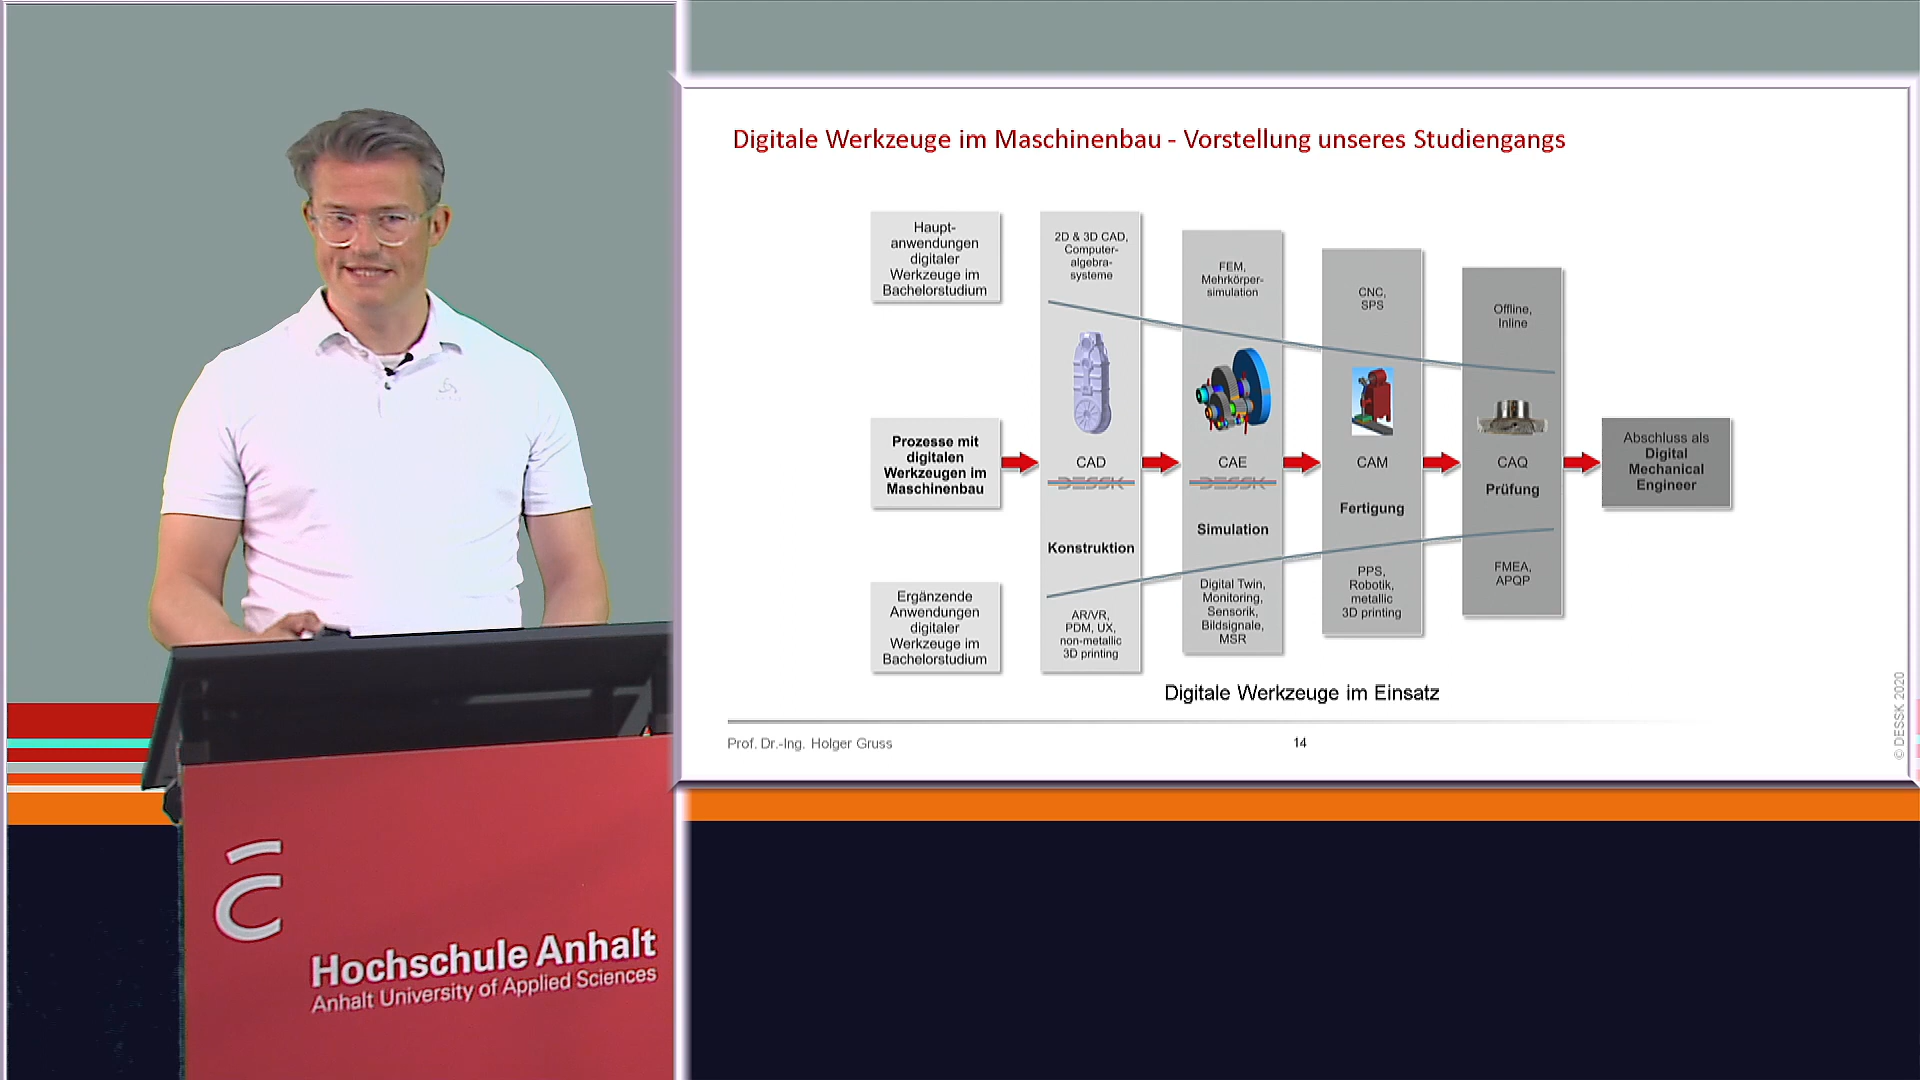 Digitale Werkzeuge im Maschinenbau - Vorstellung unseres Studiengangs
Haupt-
anwendungen
digitaler
Werkzeuge im
Bachelorstudium
2D & 3D CAD,
Computer-
algebra-
systeme
FEM,
Mehrkörper-
simulation
CNC,
SPS
Offline,
Inline
Prozesse mit
digitalen
Werkzeugen im
Maschinenbau
CAD
DESSK
Konstruktion
CAE
DESSK
Simulation
CAM
Fertigung
CAQ
Prüfung
Abschluss als
Digital
Mechanical
Engineer
Ergänzende
Anwendungen
digitaler
Werkzeuge im
Bachelorstudium
AR/VR,
PDM, UX,
non-metallic
3D printing
Digital Twin,
Monitoring,
Sensorik,
Bildsignale,
MSR
PPS,
Robotik,
metallic
3D printing
FMEA,
APQP
Digitale Werkzeuge im Einsatz
Prof. Dr.-Ing. Holger Gruss
14
© DESSK 2020
Hochschule Anhalt
Anhalt University of Applied Sciences